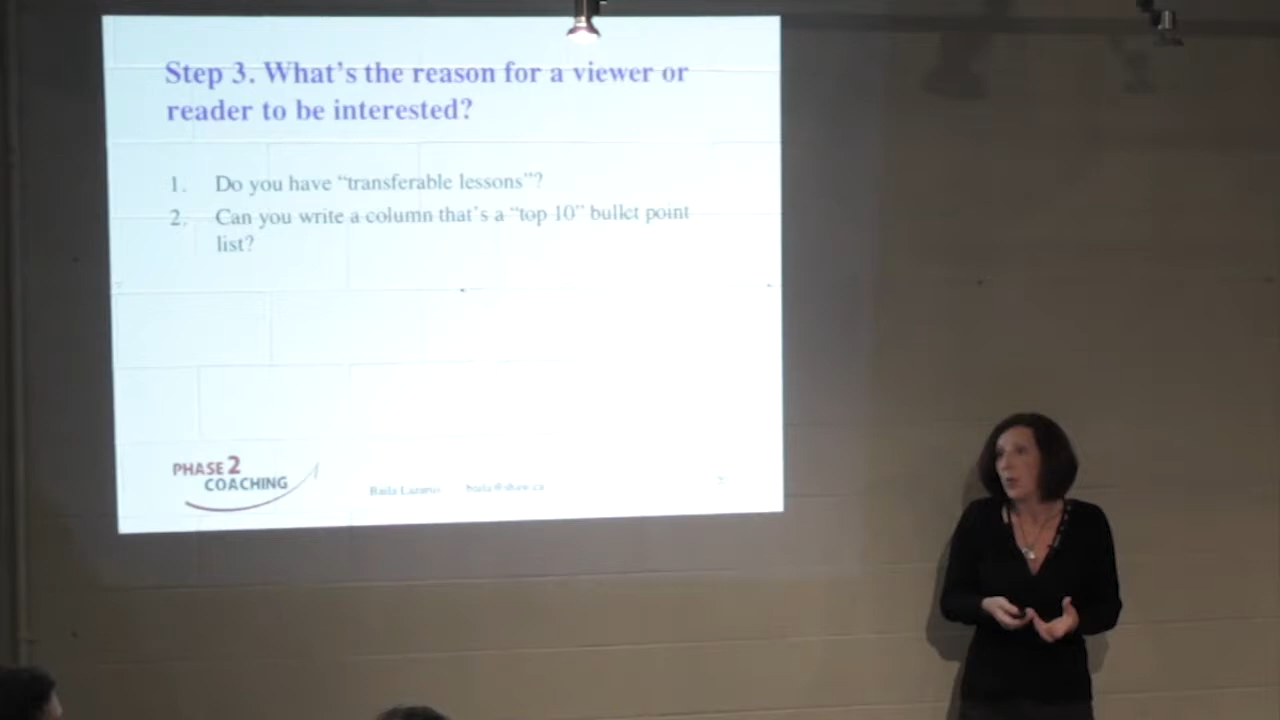 Step 3. What's the reason for a viewer or
reader to be interested?
1. Do you have “transferable lessons”?
2. Can you write a column that's a “top 10” bullet point
list?
PHASE 2
COACHING
Lazarus